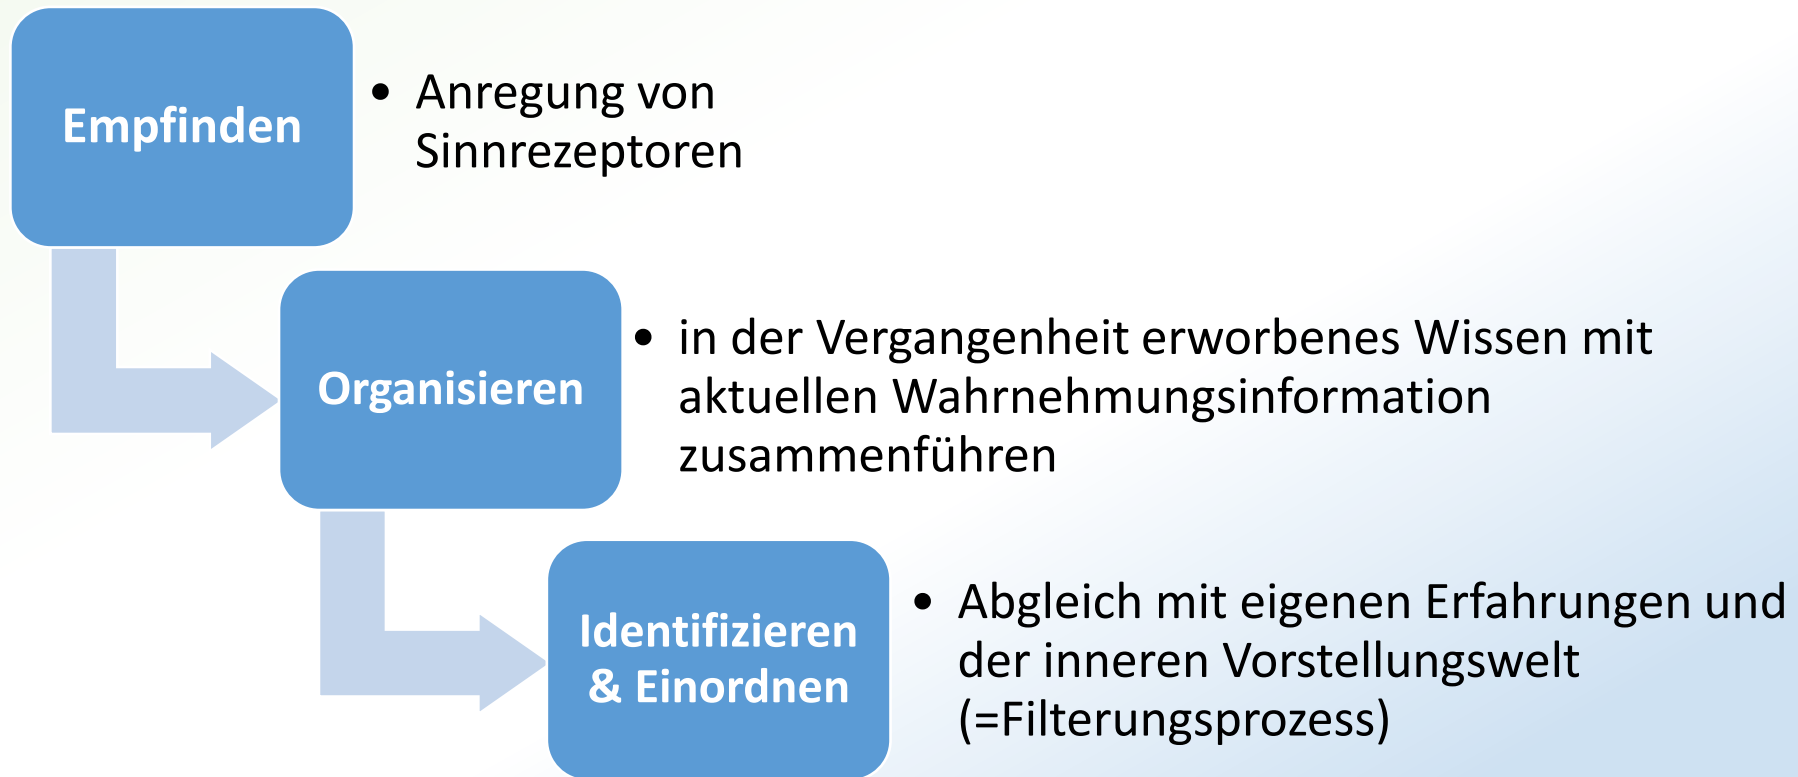 Empfinden
• Anregung von
Sinnrezeptoren
Organisieren
• in der Vergangenheit erworbenes Wissen mit
aktuellen Wahrnehmungsinformation
zusammenführen
Identifizieren
& Einordnen
• Abgleich mit eigenen Erfahrungen und
der inneren Vorstellungswelt
(=Filterungsprozess)